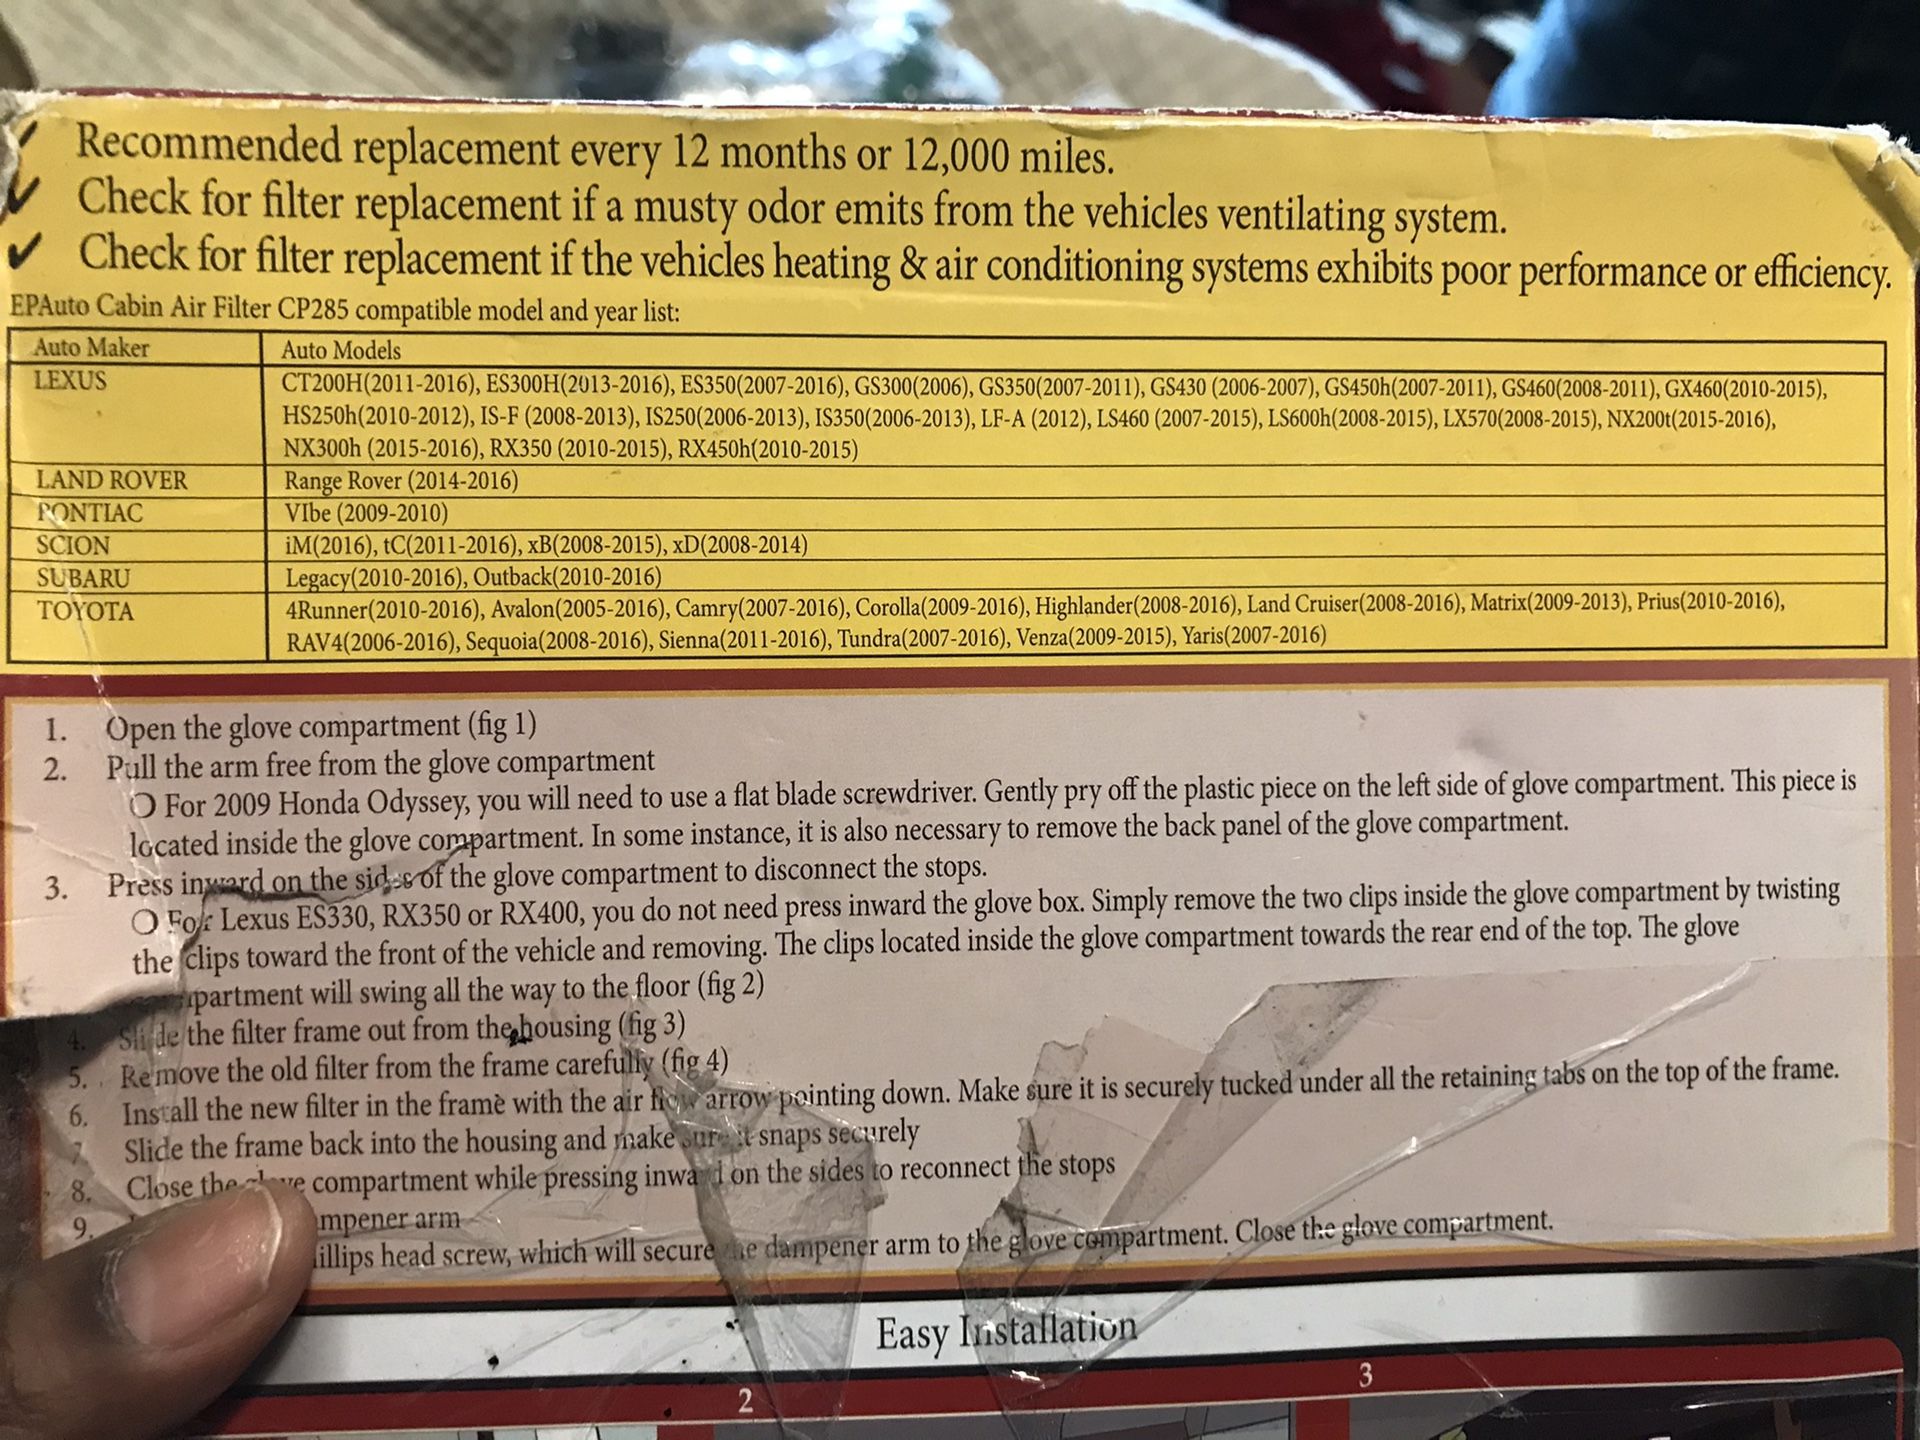 Recommended replacement every 12 months or 12,000 miles.
Check for filter replacement if a musty odor emits from the vehicles ventilating system.
Check for filter replacement if the vehicles heating & air conditioning systems exhibits poor performance or efficiency.
EPAuto Cabin Air Filter CP285 compatible model and year list:
Auto Maker Auto Models
LEXUS CT200H(2011-2016), ES300H(2013-2016), ES350(2007-2016), GS300(2006), GS350(2007-2011), GS430 (2006-2007), GS450h(2007-2011), GS460(2008-2011), GX460(2010-2015),
HS250h(2010-2012), IS-F (2008-2013), IS250(2006-2013), IS350(2006-2013), LF-A (2012), LS460 (2007-2015), LS600h(2008-2015), LX570(2008-2015), NX200t(2015-2016),
NX300h (2015-2016), RX350 (2010-2015), RX450h(2010-2015)
LAND ROVER Range Rover (2014-2016)
PONTIAC VIbe (2009-2010)
SCION iM(2016), tC(2011-2016), xB(2008-2015), xD(2008-2014)
SUBARU Legacy(2010-2016), Outback(2010-2016)
TOYOTA 4Runner(2010-2016), Avalon(2005-2016), Camry(2007-2016), Corolla(2009-2016), Highlander(2008-2016), Land Cruiser(2008-2016), Matrix(2009-2013), Prius(2010-2016),
RAV4(2006-2016), Sequoia(2008-2016), Sienna(2011-2016), Tundra(2007-2016), Venza(2009-2015), Yaris(2007-2016)
1. Open the glove compartment (fig 1)
2. Pull the arm free from the glove compartment
For 2009 Honda Odyssey, you will need to use a flat blade screwdriver. Gently pry off the plastic piece on the left side of glove compartment. This piece is
located inside the glove compartment. In some instance, it is also necessary to remove the back panel of the glove compartment.
3. Press inward on the sides of the glove compartment to disconnect the stops.
For Lexus ES330, RX350 or RX400, you do not need press inward the glove box. Simply remove the two clips inside the glove compartment by twisting
the clips toward the front of the vehicle and removing. The clips located inside the glove compartment towards the rear end of the top. The glove
partment will swing all the way to the floor (fig 2)
4. Slide the filter frame out from the housing (fig 3)
5. Remove the old filter from the frame carefully (fig 4)
6. Install the new filter in the frame with the air flow arrow pointing down. Make sure it is securely tucked under all the retaining tabs on the top of the frame.
7. Slide the frame back into the housing and make sure it snaps securely
8. Close the glove compartment while pressing inward on the sides to reconnect the stops
9. mpener arm
illips head screw, which will secure the dampener arm to the glove compartment. Close the glove compartment.
Easy Installation
2 3